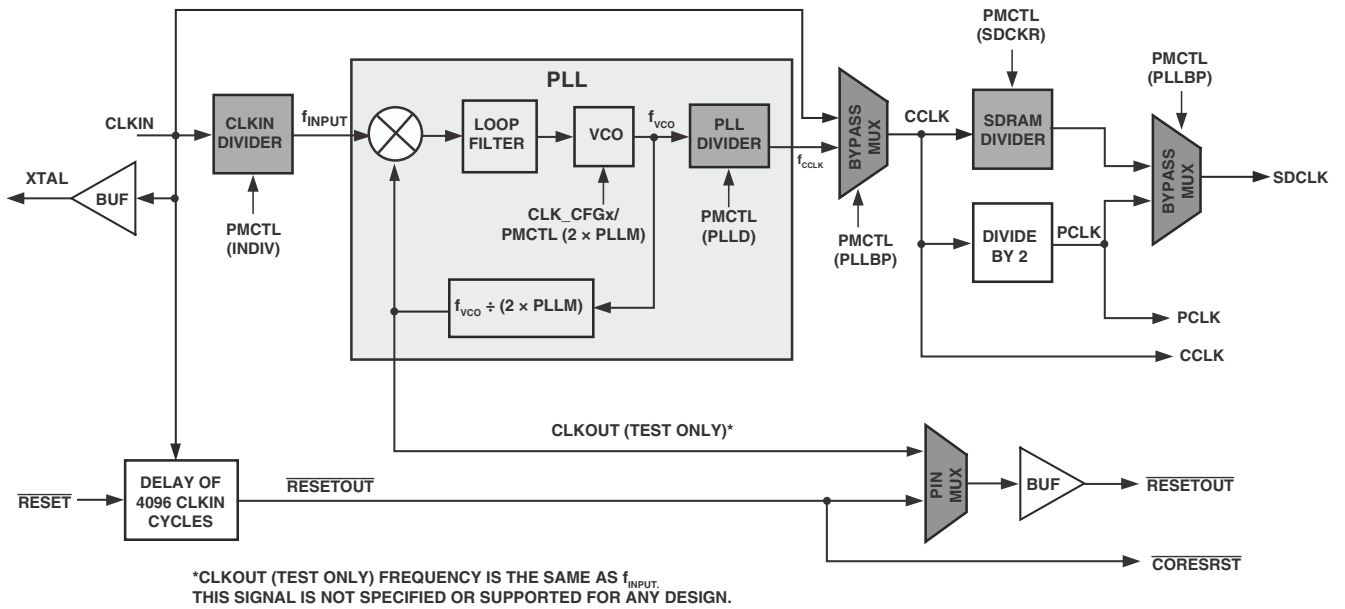 PMCTL
(SDCKR)
PMCTL
(PLLBP)
PLL
CLKIN
CLKIN
DIVIDER
fINPUT
LOOP
FILTER
VCO
fVCO
PLL
DIVIDER
fCCLK
BYPASS
MUX
CCLK
SDRAM
DIVIDER
BYPASS
MUX
SDCLK
XTAL
BUF
PMCTL
(INDIV)
CLK_CFGx/
PMCTL (2 × PLLM)
PMCTL
(PLLD)
PMCTL
(PLLBP)
DIVIDE
BY 2
PCLK
fVCO ÷ (2 × PLLM)
PCLK
CCLK
CLKOUT (TEST ONLY)*
RESET
DELAY OF
4096 CLKIN
CYCLES
RESETOUT
PIN
MUX
BUF
RESETOUT
CORESRST
*CLKOUT (TEST ONLY) FREQUENCY IS THE SAME AS fINPUT.
THIS SIGNAL IS NOT SPECIFIED OR SUPPORTED FOR ANY DESIGN.